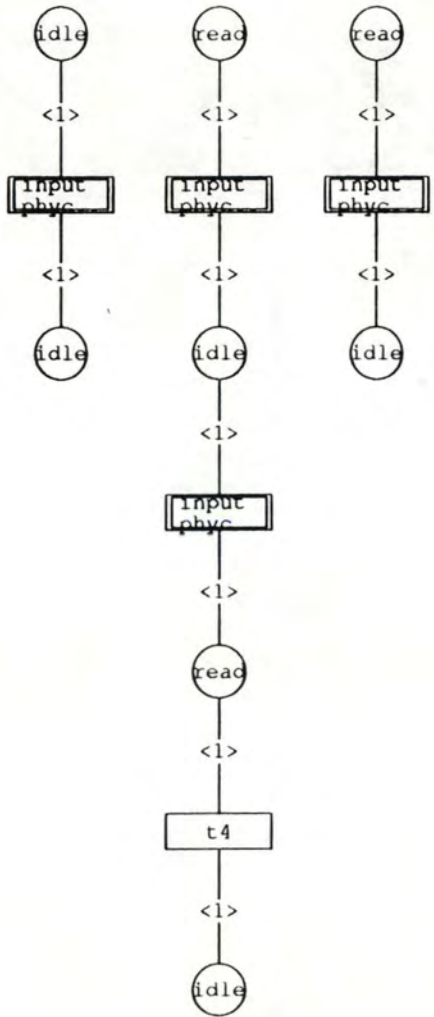 idle read read
<1> <1> <1>
input input input
phyc phyc phyc
<1> <1> <1>
idle idle idle
<1>
input
phyc
<1>
read
<1>
t4
<1>
idle